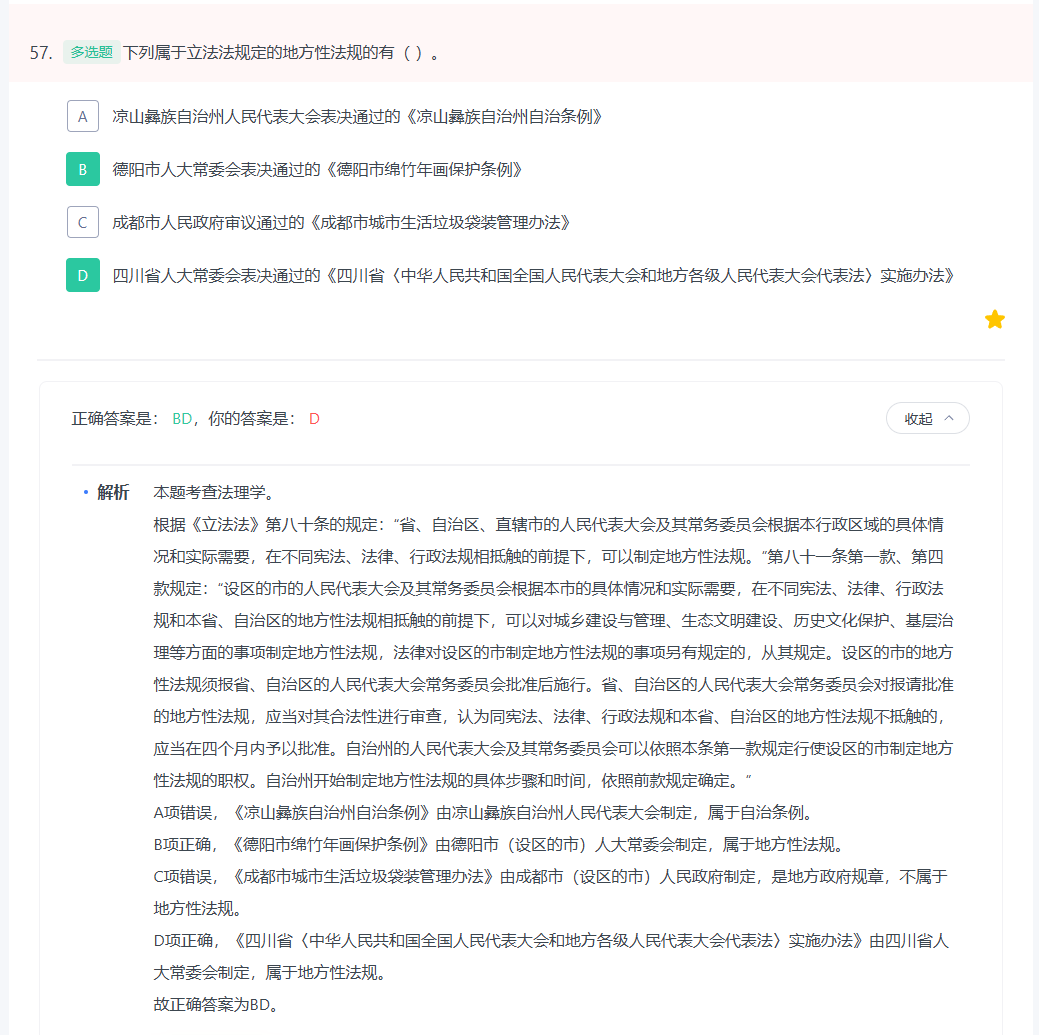 57. 多选题 下列属于立法法规定的地方性法规的有（ ）。
A 凉山彝族自治州人民代表大会表决通过的《凉山彝族自治州自治条例》
B 德阳市人大常委会表决通过的《德阳市绵竹年画保护条例》
C 成都市人民政府审议通过的《成都市城市生活垃圾袋装管理办法》
D 四川省人大常委会表决通过的《四川省〈中华人民共和国全国人民代表大会和地方各级人民代表大会代表法〉实施办法》
正确答案是： BD，你的答案是： D
收起
解析 本题考查法理学。
根据《立法法》第八十条的规定：“省、自治区、直辖市的人民代表大会及其常务委员会根据本行政区域的具体情
况和实际需要，在不同宪法、法律、行政法规相抵触的前提下，可以制定地方性法规。“第八十一条第一款、第四
款规定：“设区的市的人民代表大会及其常务委员会根据本市的具体情况和实际需要，在不同宪法、法律、行政法
规和本省、自治区的地方性法规相抵触的前提下，可以对城乡建设与管理、生态文明建设、历史文化保护、基层治
理等方面的事项制定地方性法规，法律对设区的市制定地方性法规的事项另有规定的，从其规定。设区的市的地方
性法规须报省、自治区的人民代表大会常务委员会批准后施行。省、自治区的人民代表大会常务委员会对报请批准
的地方性法规，应当对其合法性进行审查，认为同宪法、法律、行政法规和本省、自治区的地方性法规不抵触的，
应当在四个月内予以批准。自治州的人民代表大会及其常务委员会可以依照本条第一款规定行使设区的市制定地方
性法规的职权。自治州开始制定地方性法规的具体步骤和时间，依照前款规定确定。“
A项错误，《凉山彝族自治州自治条例》由凉山彝族自治州人民代表大会制定，属于自治条例。
B项正确，《德阳市绵竹年画保护条例》由德阳市（设区的市）人大常委会制定，属于地方性法规。
C项错误，《成都市城市生活垃圾袋装管理办法》由成都市（设区的市）人民政府制定，是地方政府规章，不属于
地方性法规。
D项正确，《四川省〈中华人民共和国全国人民代表大会和地方各级人民代表大会代表法〉实施办法》由四川省人
大常委会制定，属于地方性法规。
故正确答案为BD。